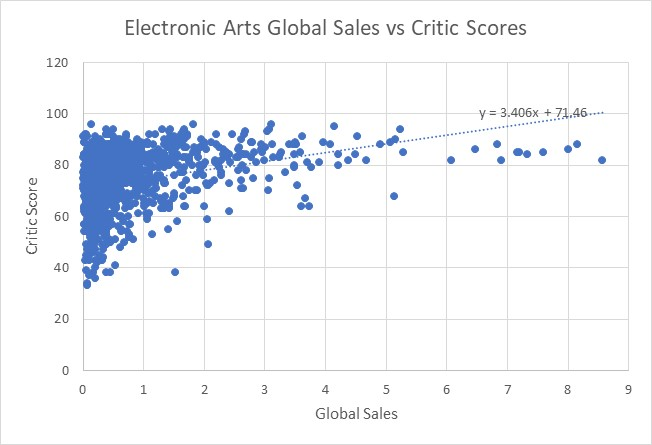 Electronic Arts Global Sales vs Critic Scores
120
100
80
60
40
20
0
Critic Score
y = 3.406x + 71.46
0 1 2 3 4 5 6 7 8 9
Global Sales